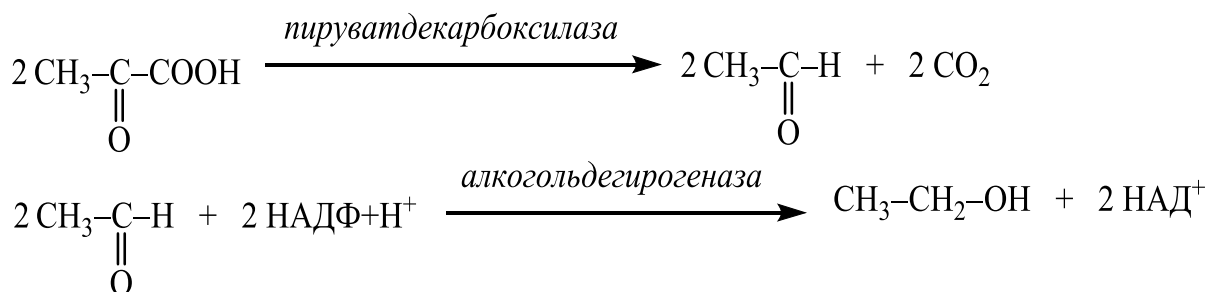 пируватдекарбоксилаза
2 CH₃–C–COOH 2 CH₃–C–H + 2 CO₂
O O
алкогольдегирогеназа
2 CH₃–C–H + 2 НАДФ+H⁺ CH₃–CH₂–OH + 2 НАД⁺
O